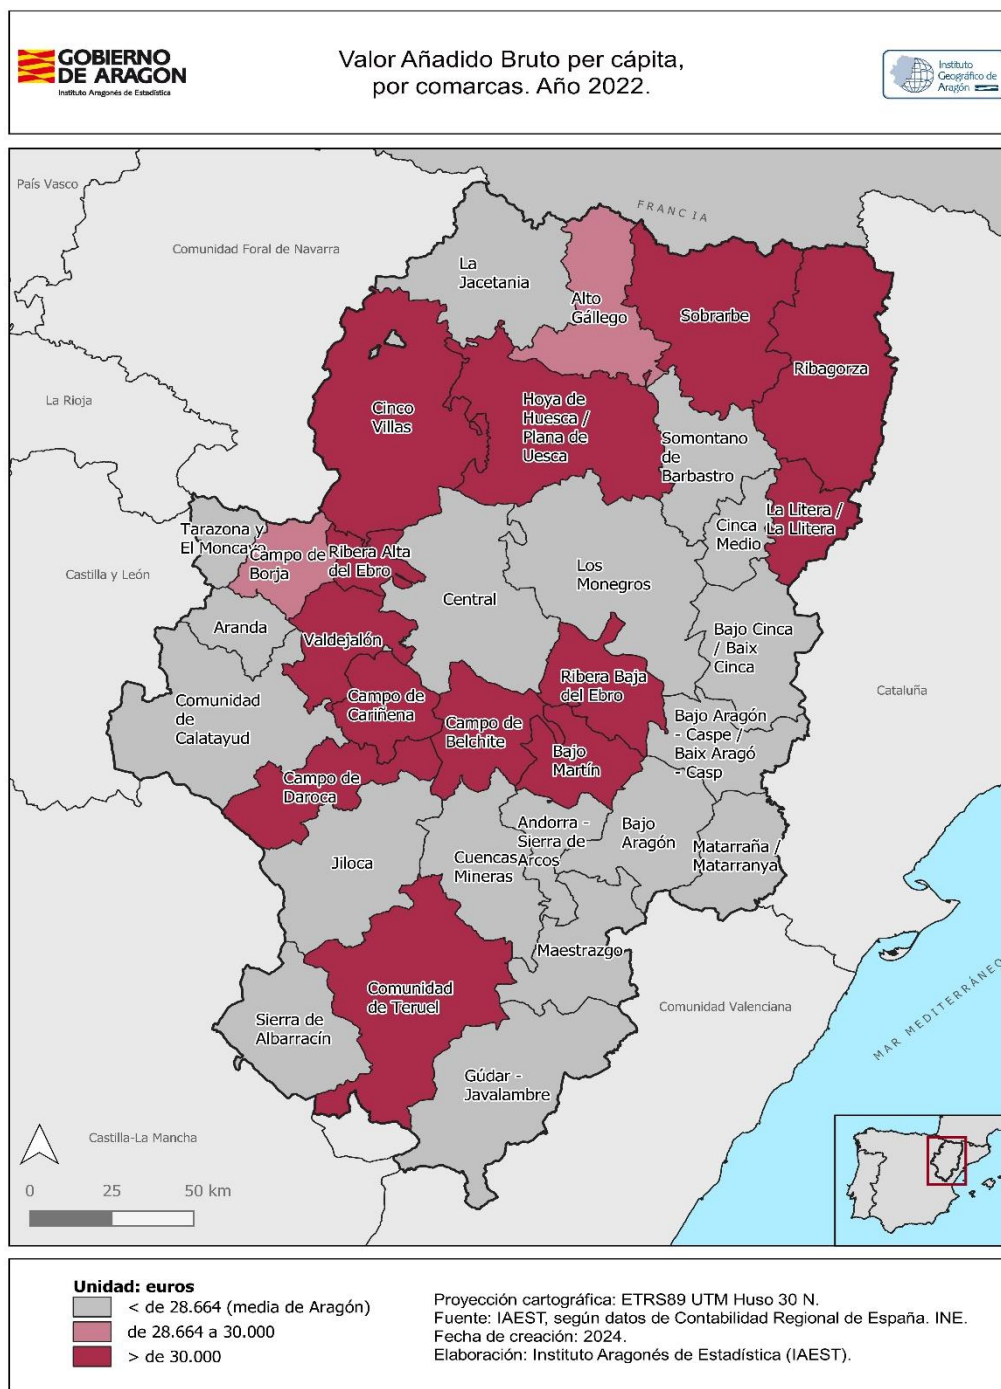 GOBIERNO
DE ARAGON
Instituto Aragonés de Estadística
Valor Añadido Bruto per cápita,
por comarcas. Año 2022.
Instituto
Geográfico de
Aragón
País Vasco
FRANCIA
Comunidad Foral de Navarra
La
Jacetania
Alto
Gállego
Sobrarbe
Ribagorza
La Rioja
Cinco
Villas
Hoya de
Huesca /
Plana de
Uesca
Somontano
de
Barbastro
La Litera /
La Llitera
Cinca
Medio
Tarazona y
El Moncayo
Campo de
Borja
Ribera Alta
del Ebro
Castilla y León
Los
Monegros
Central
Aranda
Valdejalón
Bajo Cinca
/ Baix
Cinca
Ribera Baja
del Ebro
Cataluña
Comunidad
de
Calatayud
Campo de
Cariñena
Campo de
Belchite
Bajo Aragón
- Caspe /
Baix Aragó
- Casp
Bajo
Martín
Campo de
Daroca
Andorra -
Sierra de
Arcos
Bajo
Aragón
Matarraña /
Matarranya
Jiloca
Cuencas
Mineras
Maestrazgo
Comunidad
de Teruel
Comunidad Valenciana
MAR MEDITERRÁNEO
Sierra de
Albarracín
Gúdar -
Javalambre
Castilla-La Mancha
0 25 50 km
Unidad: euros
< de 28.664 (media de Aragón)
de 28.664 a 30.000
> de 30.000
Proyección cartográfica: ETRS89 UTM Huso 30 N.
Fuente: IAEST, según datos de Contabilidad Regional de España. INE.
Fecha de creación: 2024.
Elaboración: Instituto Aragonés de Estadística (IAEST).